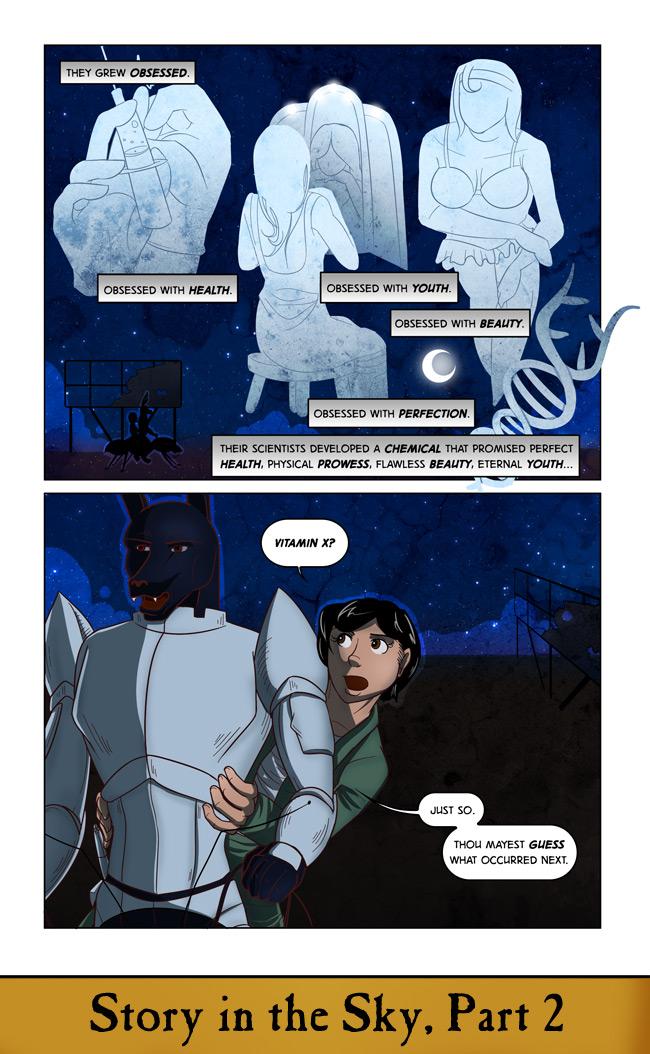 THEY GREW OBSESSED.
OBSESSED WITH HEALTH.
OBSESSED WITH YOUTH.
OBSESSED WITH BEAUTY.
OBSESSED WITH PERFECTION.
THEIR SCIENTISTS DEVELOPED A CHEMICAL THAT PROMISED PERFECT
HEALTH, PHYSICAL PROWESS, FLAWLESS BEAUTY, ETERNAL YOUTH...
VITAMIN X?
JUST SO.
THOU MAYEST GUESS
WHAT OCCURRED NEXT.
Story in the Sky, Part 2